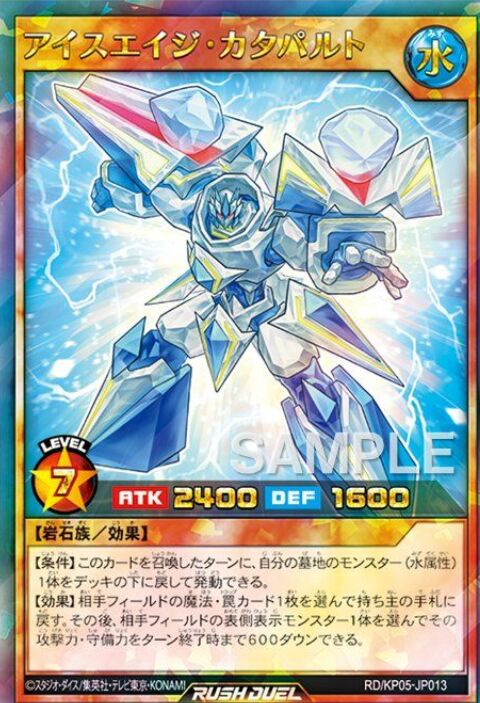 アイスエイジ・カタパルト
水
SAMPLE
LEVEL
7
ATK 2400 DEF 1600
【岩石族／効果】
【条件】このカードを召喚したターンに、自分の墓地のモンスター（水属性）
1体をデッキの下に戻して発動できる。
【効果】相手フィールドの魔法・罠カード1枚を選んで持ち主の手札に
戻す。その後、相手フィールドの表側表示モンスター1体を選んでその
攻撃力・守備力をターン終了時まで600ダウンできる。
©スタジオ・ダイス/集英社・テレビ東京・KONAMI
RUSH DUEL
RD/KP05-JP013